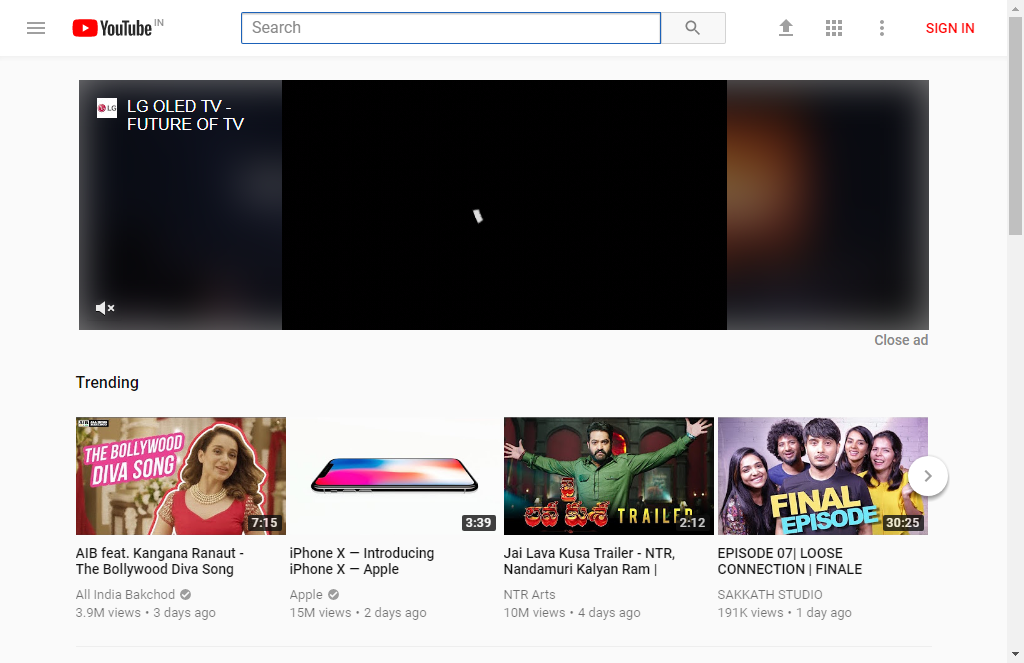 YouTube IN
Search
SIGN IN
LG
LG OLED TV -
FUTURE OF TV
Close ad
Trending
AIB
THE BOLLYWOOD
DIVA SONG
7:15
3:39
జై
లవ కుశ TRAILER
2:12
FINAL
EPISODE
30:25
AIB feat. Kangana Ranaut -
The Bollywood Diva Song
All India Bakchod
3.9M views • 3 days ago
iPhone X — Introducing
iPhone X — Apple
Apple
15M views • 2 days ago
Jai Lava Kusa Trailer - NTR,
Nandamuri Kalyan Ram |
NTR Arts
10M views • 4 days ago
EPISODE 07| LOOSE
CONNECTION | FINALE
SAKKATH STUDIO
191K views • 1 day ago